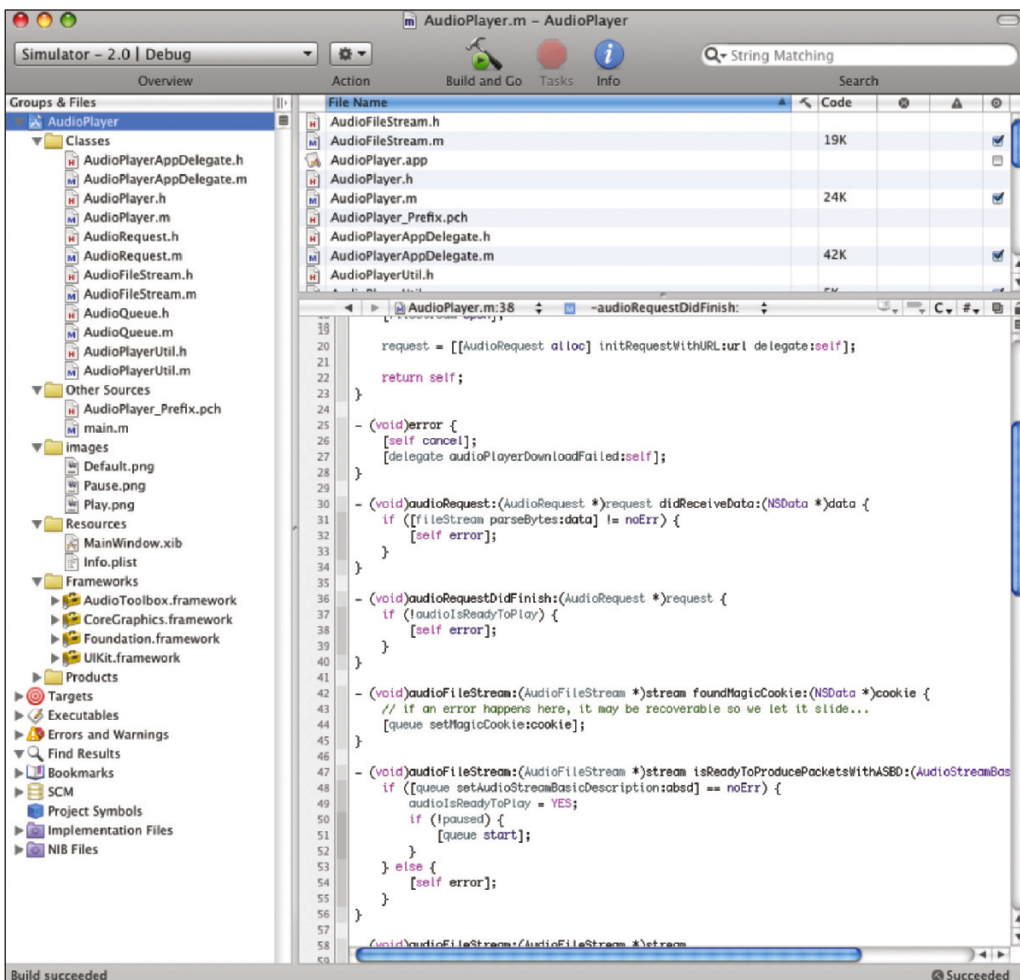 AudioPlayer.m – AudioPlayer
Simulator – 2.0 | Debug
Overview
Action
Build and Go
Tasks
Info
String Matching
Search
Groups & Files
AudioPlayer
Classes
AudioPlayerAppDelegate.h
AudioPlayerAppDelegate.m
AudioPlayer.h
AudioPlayer.m
AudioRequest.h
AudioRequest.m
AudioFileStream.h
AudioFileStream.m
AudioQueue.h
AudioQueue.m
AudioPlayerUtil.h
AudioPlayerUtil.m
Other Sources
AudioPlayer_Prefix.pch
main.m
images
Default.png
Pause.png
Play.png
Resources
MainWindow.xib
Info.plist
Frameworks
AudioToolbox.framework
CoreGraphics.framework
Foundation.framework
UIKit.framework
Products
Targets
Executables
Errors and Warnings
Find Results
Bookmarks
SCM
Project Symbols
Implementation Files
NIB Files
File Name Code
AudioFileStream.h
AudioFileStream.m 19K
AudioPlayer.app
AudioPlayer.h
AudioPlayer.m 24K
AudioPlayer_Prefix.pch
AudioPlayerAppDelegate.h
AudioPlayerAppDelegate.m 42K
AudioPlayerUtil.h
AudioPlayer.m:38 -audioRequestDidFinish: C #
19
20 request = [[AudioRequest alloc] initRequestWithURL:url delegate:self];
21
22 return self;
23 }
24
25 - (void)error {
26 [self cancel];
27 [delegate audioPlayerDownloadFailed:self];
28 }
29
30 - (void)audioRequest:(AudioRequest *)request didReceiveData:(NSData *)data {
31 if ([fileStream parseBytes:data] != noErr) {
32 [self error];
33 }
34 }
35
36 - (void)audioRequestDidFinish:(AudioRequest *)request {
37 if (!audioIsReadyToPlay) {
38 [self error];
39 }
40 }
41
42 - (void)audioFileStream:(AudioFileStream *)stream foundMagicCookie:(NSData *)cookie {
43 // if an error happens here, it may be recoverable so we let it slide...
44 [queue setMagicCookie:cookie];
45 }
46
47 - (void)audioFileStream:(AudioFileStream *)stream isReadyToProducePacketsWithASBD:(AudioStreamBas
48 if ([queue setAudioStreamBasicDescription:absd] == noErr) {
49 audioIsReadyToPlay = YES;
50 if (!paused) {
51 [queue start];
52 }
53 } else {
54 [self error];
55 }
56 }
57
58 (void)audioFileStream:(AudioFileStream *)stream
59
Build succeeded
Succeeded